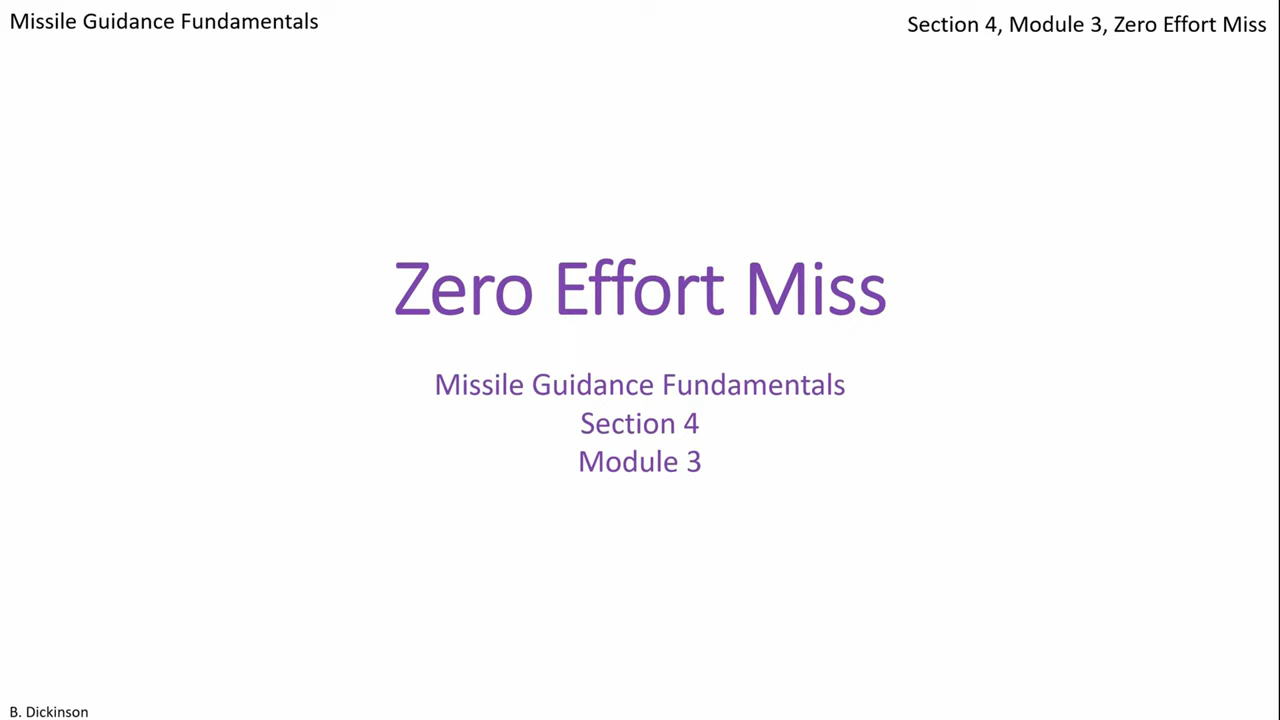 Missile Guidance Fundamentals
Section 4, Module 3, Zero Effort Miss
Zero Effort Miss
Missile Guidance Fundamentals
Section 4
Module 3
B. Dickinson